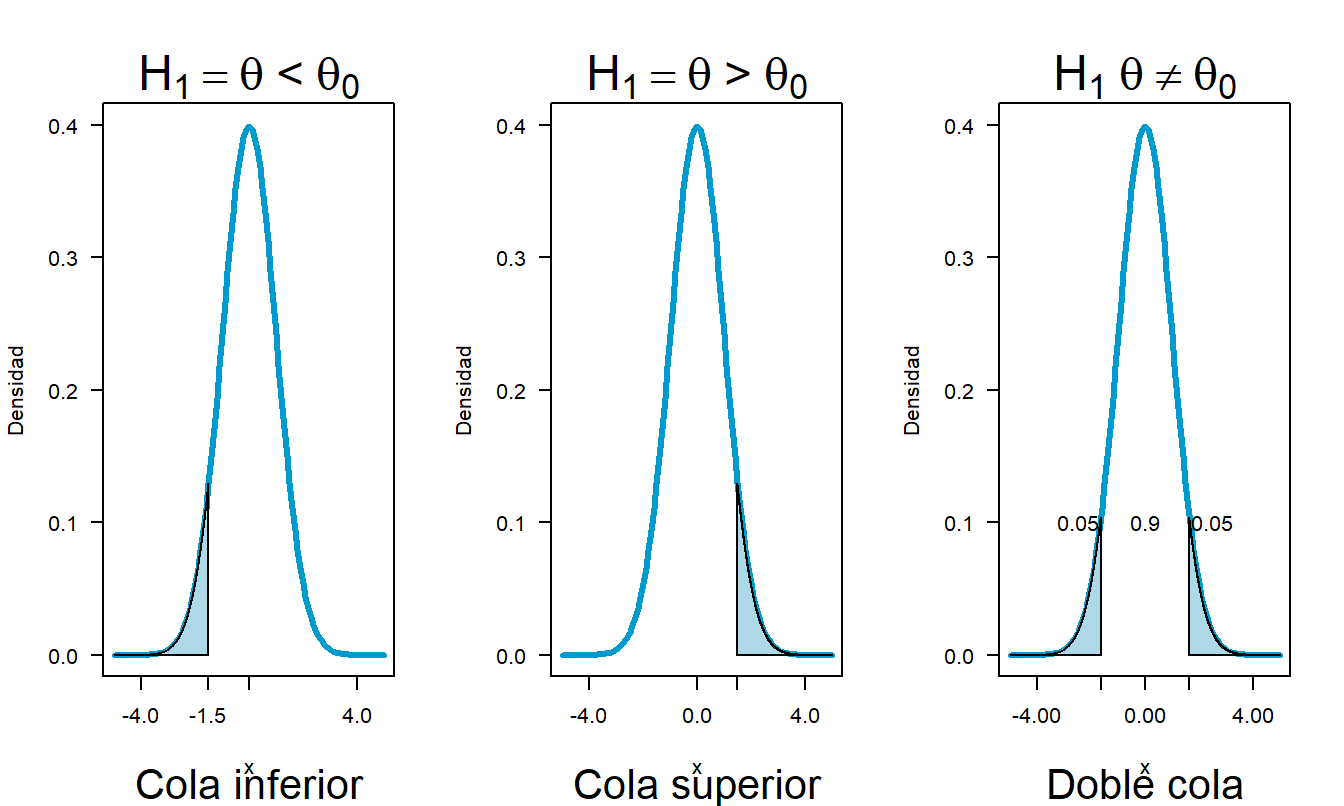 H₁ = θ < θ₀
Densidad
0.4
0.3
0.2
0.1
0.0
-4.0 -1.5 4.0
x
Cola inferior
H₁ = θ > θ₀
Densidad
0.4
0.3
0.2
0.1
0.0
-4.0 0.0 4.0
x
Cola superior
H₁ θ ≠ θ₀
Densidad
0.4
0.3
0.2
0.1
0.0
0.05 0.9 0.05
-4.00 0.00 4.00
x
Doble cola